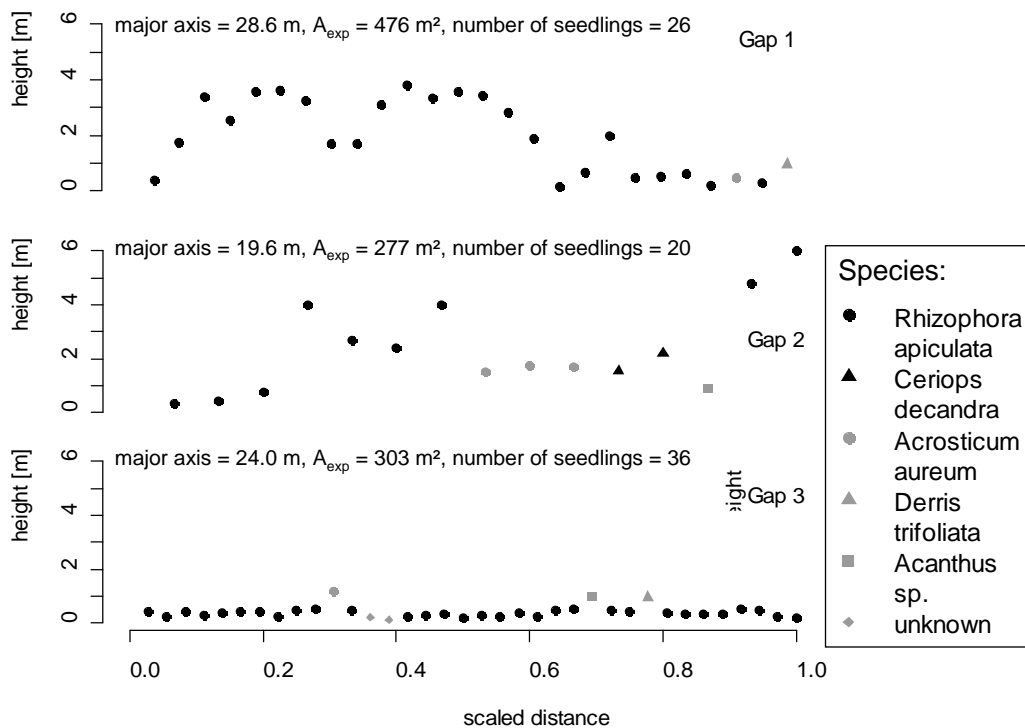 major axis = 28.6 m, Aexp = 476 m², number of seedlings = 26
Gap 1
height [m]
6
4
2
0
major axis = 19.6 m, Aexp = 277 m², number of seedlings = 20
Gap 2
height [m]
6
4
2
0
major axis = 24.0 m, Aexp = 303 m², number of seedlings = 36
Gap 3
eight
height [m]
6
4
2
0
0.0 0.2 0.4 0.6 0.8 1.0
scaled distance
Species:
Rhizophora
apiculata
Ceriops
decandra
Acrosticum
aureum
Derris
trifoliata
Acanthus
sp.
unknown